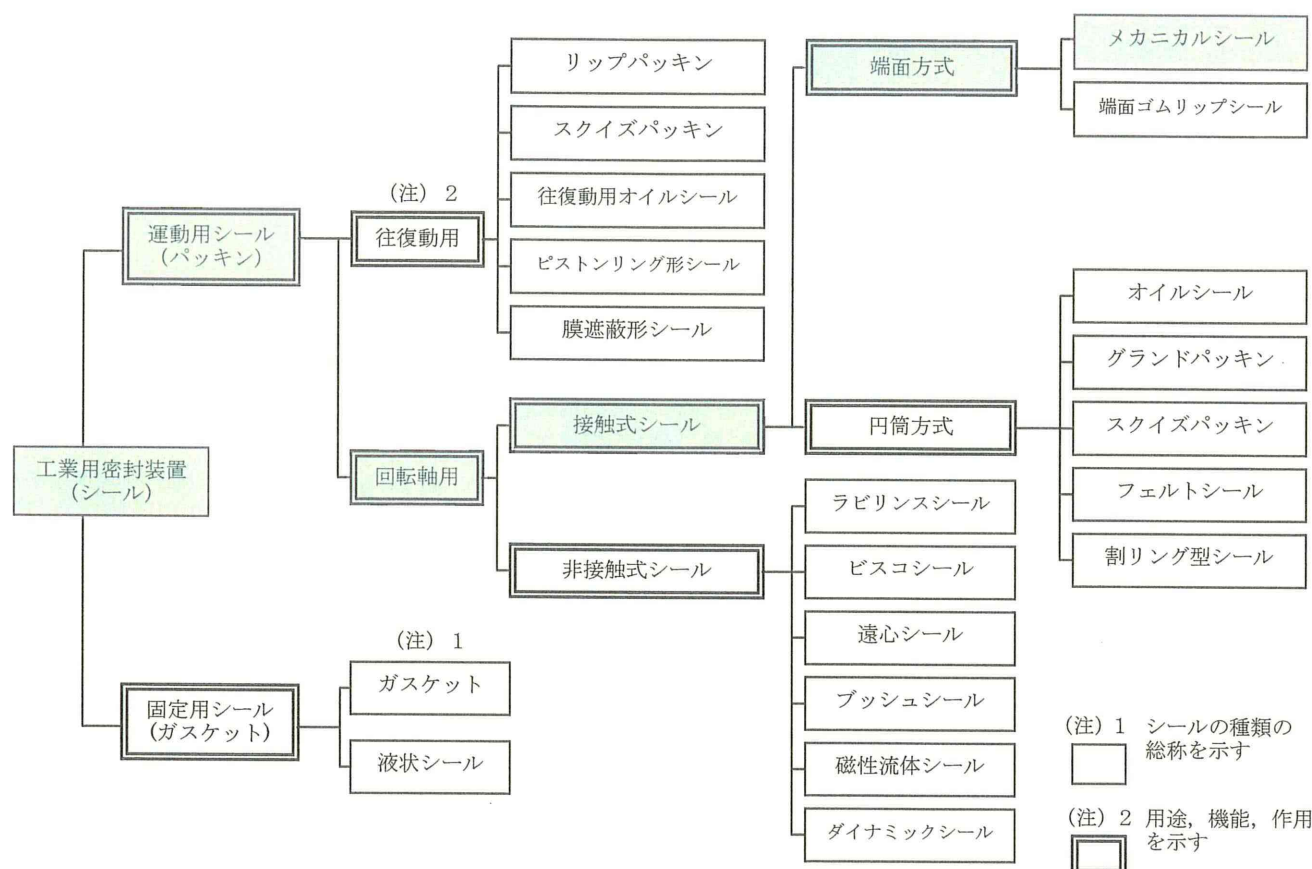 工業用密封装置
(シール)
運動用シール
(パッキン)
(注) 2
往復動用
リップパッキン
スクイズパッキン
往復動用オイルシール
ピストンリング形シール
膜遮蔽形シール
回転軸用
接触式シール
端面方式
メカニカルシール
端面ゴムリップシール
円筒方式
オイルシール
グランドパッキン
スクイズパッキン
フェルトシール
割リング型シール
非接触式シール
ラビリンスシール
ビスコシール
遠心シール
ブッシュシール
磁性流体シール
ダイナミックシール
固定用シール
(ガスケット)
(注) 1
ガスケット
液状シール
(注) 1 シールの種類の
総称を示す
(注) 2 用途，機能，作用
を示す